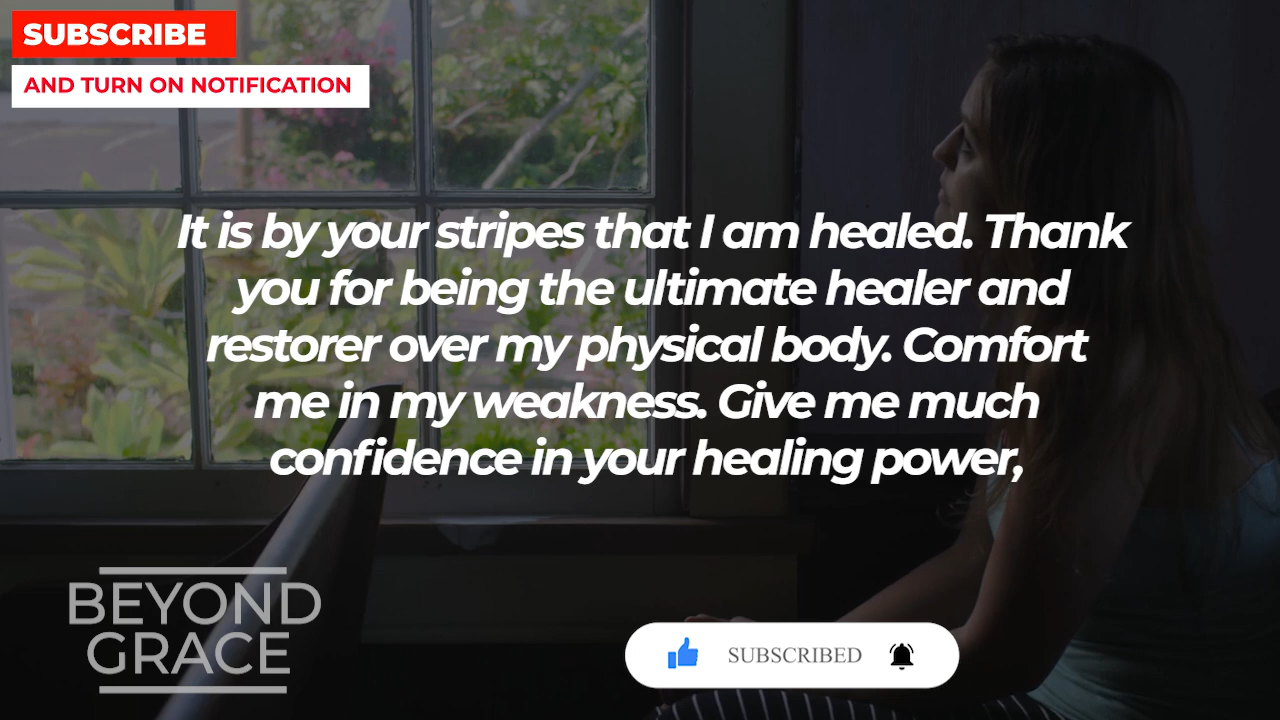 SUBSCRIBE
AND TURN ON NOTIFICATION
It is by your stripes that I am healed. Thank
you for being the ultimate healer and
restorer over my physical body. Comfort
me in my weakness. Give me much
confidence in your healing power,
BEYOND
GRACE
SUBSCRIBED